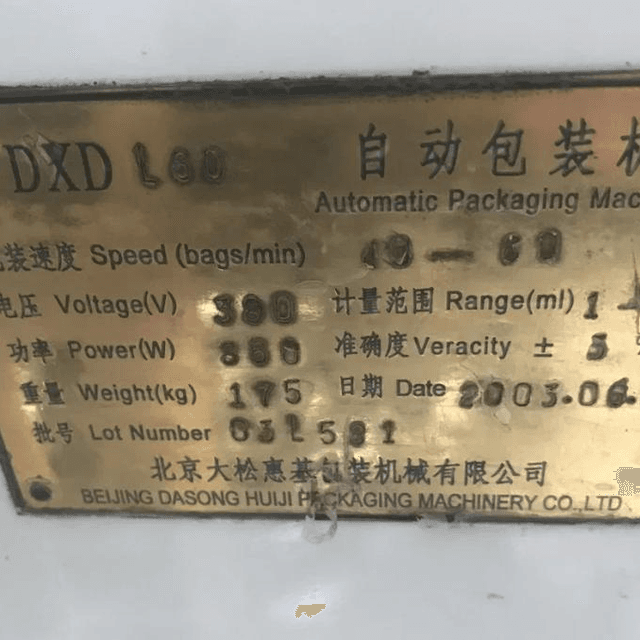 DXD L60 自动包装机
Automatic Packaging Mac
装速度 Speed (bags/min) 40-60
电压 Voltage(V) 380 计量范围 Range(ml) 1
功率 Power(W) 880 准确度 Veracity ± 5
重量 Weight(kg) 175 日期 Date 2003.06.
批号 Lot Number 03L581
北京大松惠基包装机械有限公司
BEIJING DASONG HUIJI PACKAGING MACHINERY CO.,LTD